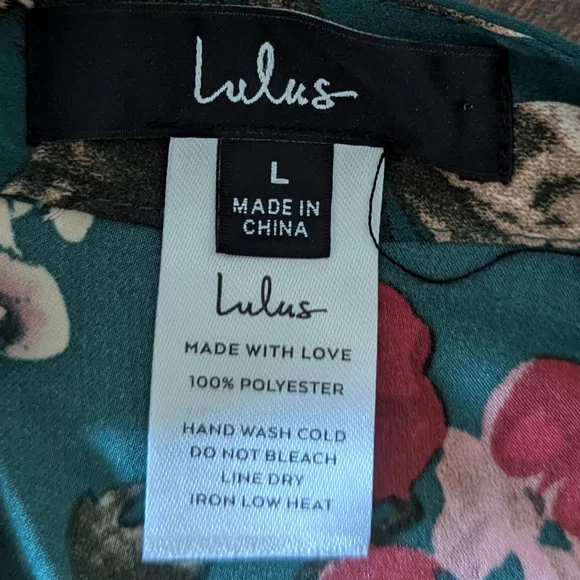 Lulus
L
MADE IN
CHINA
Lulus
MADE WITH LOVE
100% POLYESTER
HAND WASH COLD
DO NOT BLEACH
LINE DRY
IRON LOW HEAT